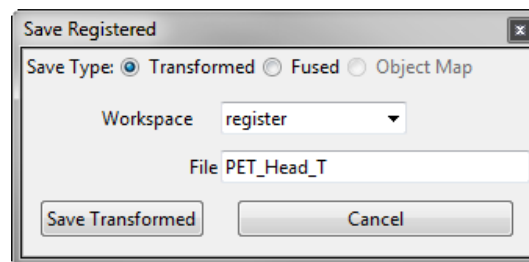 Save Registered
Save Type: Transformed Fused Object Map
Workspace register
File PET_Head_T
Save Transformed Cancel